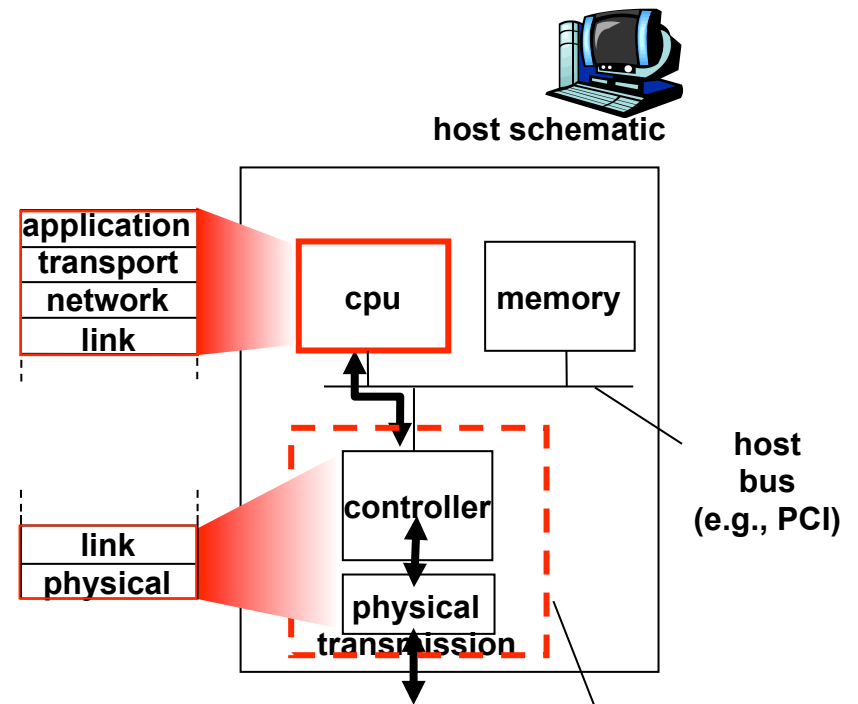 host schematic
application
transport
network
link
cpu
memory
host
bus
(e.g., PCI)
controller
link
physical
physical
transmission